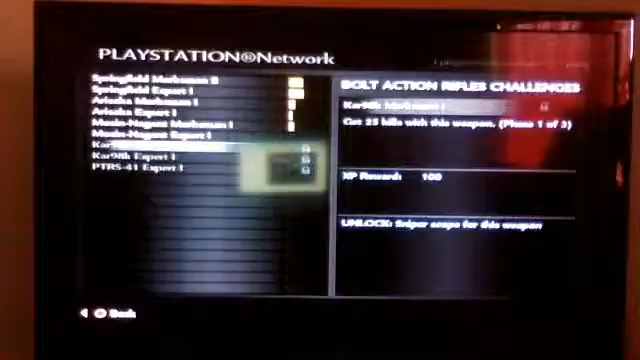 PLAYSTATION®Network
Springfield Marksman II
Springfield Expert I
Arisaka Marksman I
Arisaka Expert I
Mosin-Nagant Marksman I
Mosin-Nagant Expert I
Kar98k Expert I
PTRS-41 Expert I
BOLT ACTION RIFLES CHALLENGES
Kar98k Marksman I
Get 25 kills with this weapon. (Phase 1 of 3)
XP Reward: 100
UNLOCK: Sniper scope for this weapon
Back